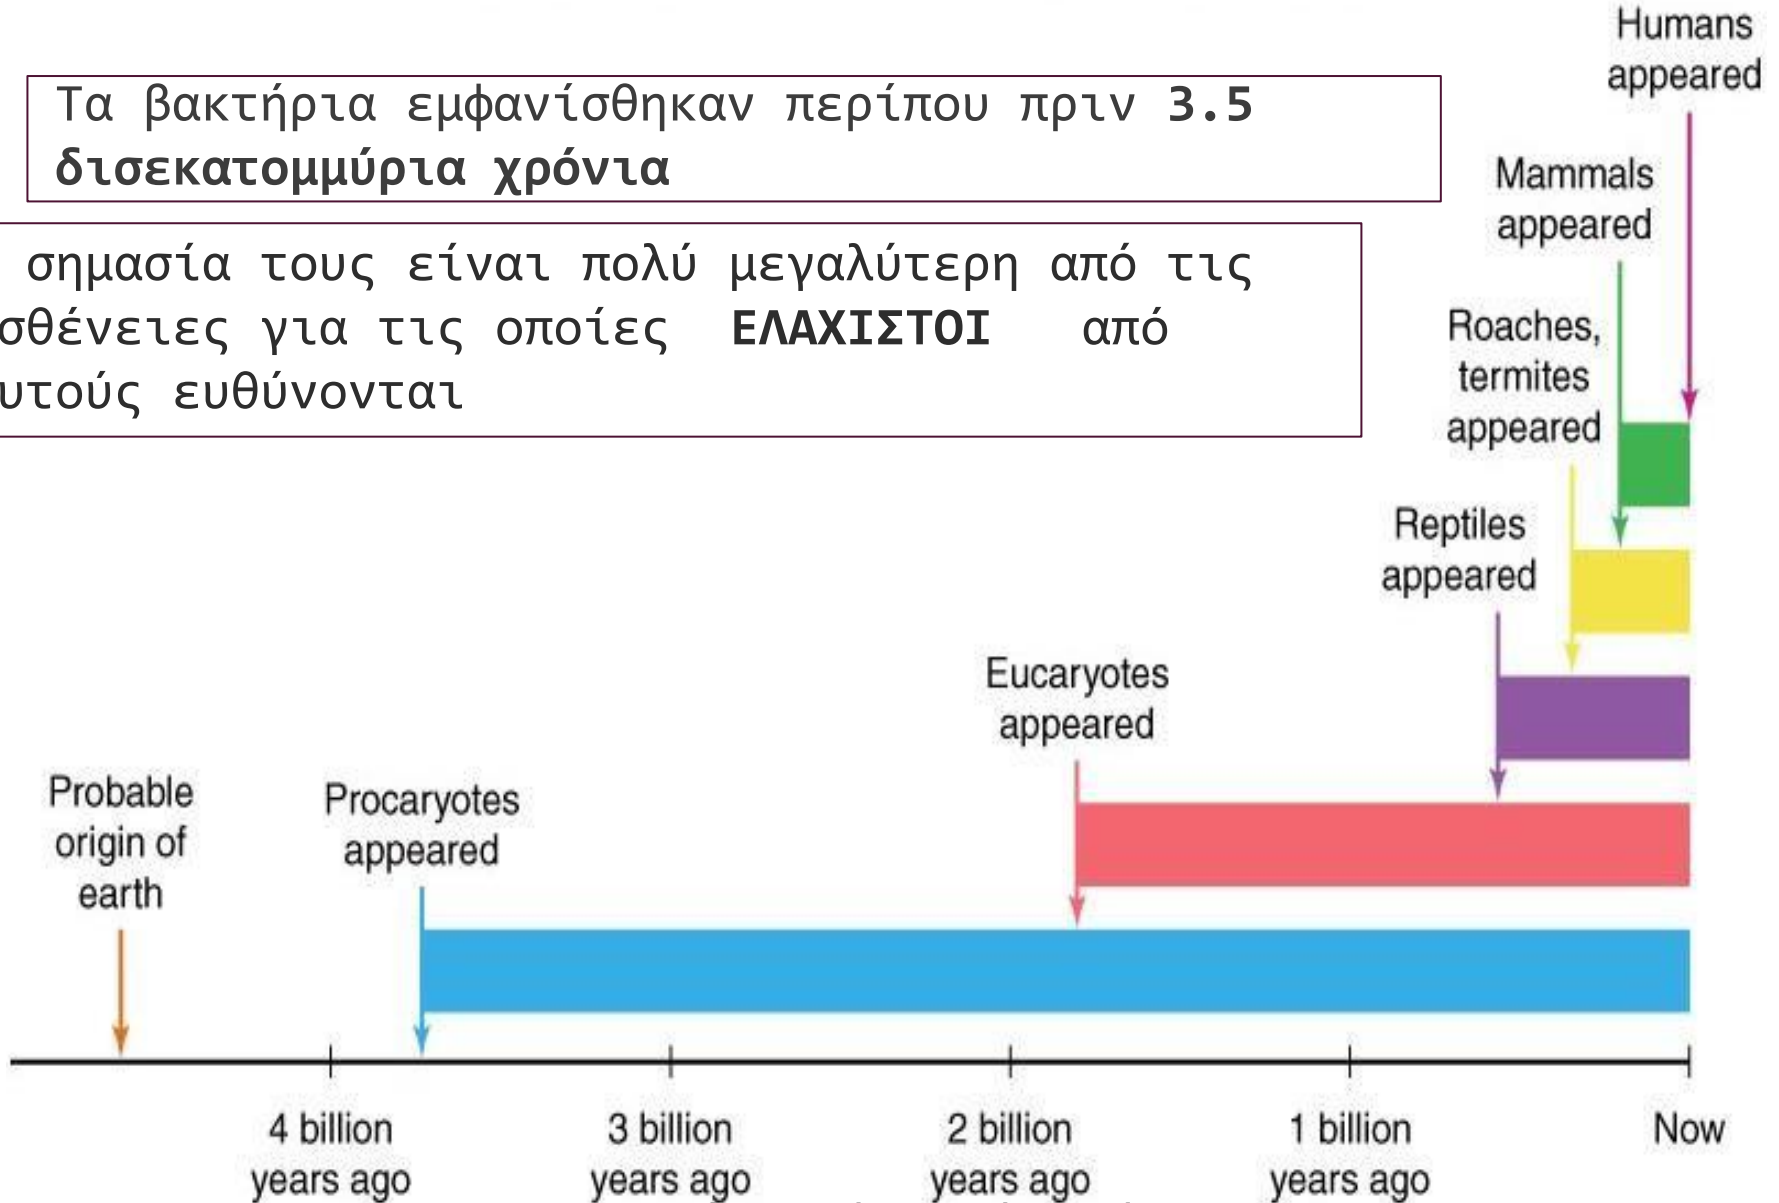 Τα βακτήρια εμφανίσθηκαν περίπου πριν 3.5
δισεκατομμύρια χρόνια
σημασία τους είναι πολύ μεγαλύτερη από τις
σθένειες για τις οποίες ΕΛΑΧΙΣΤΟΙ από
υτούς ευθύνονται
Humans
appeared
Mammals
appeared
Roaches,
termites
appeared
Reptiles
appeared
Eucaryotes
appeared
Procaryotes
appeared
Probable
origin of
earth
4 billion
years ago
3 billion
years ago
2 billion
years ago
1 billion
years ago
Now